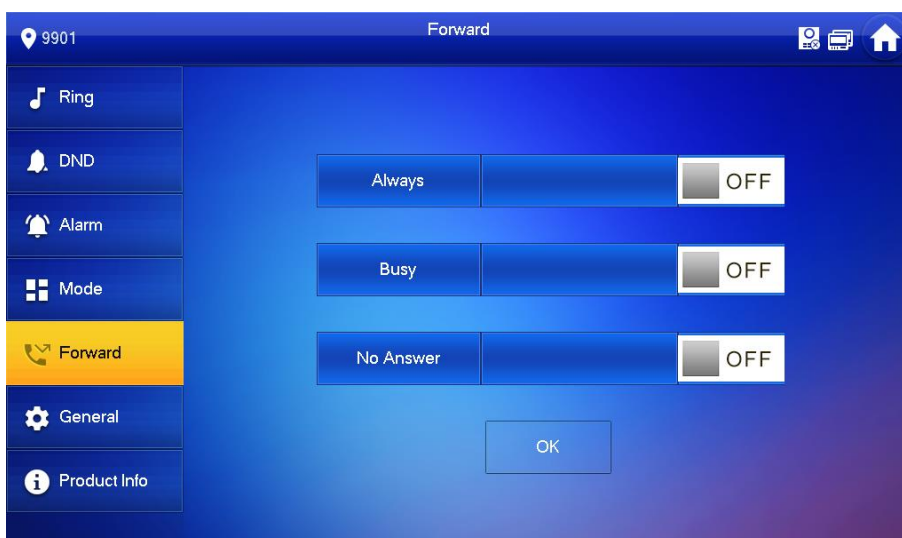 9901
Forward
Ring
DND
Alarm
Mode
Forward
General
Product Info
Always
OFF
Busy
OFF
No Answer
OFF
OK